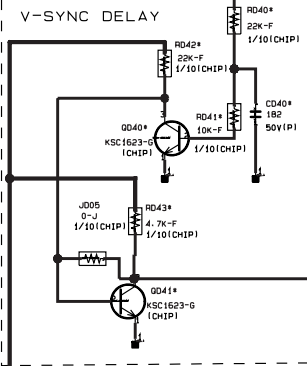 V-SYNC DELAY
RD40*
22K-F
1/10(CHIP)
RD42*
22K-F
1/10(CHIP)
QD40*
KSC1623-G
(CHIP)
RD41*
10K-F
1/10(CHIP)
CD40*
182
50V(P)
JD05
0-J
1/10(CHIP)
RD43*
4.7K-F
1/10(CHIP)
QD41*
KSC1623-G
(CHIP)